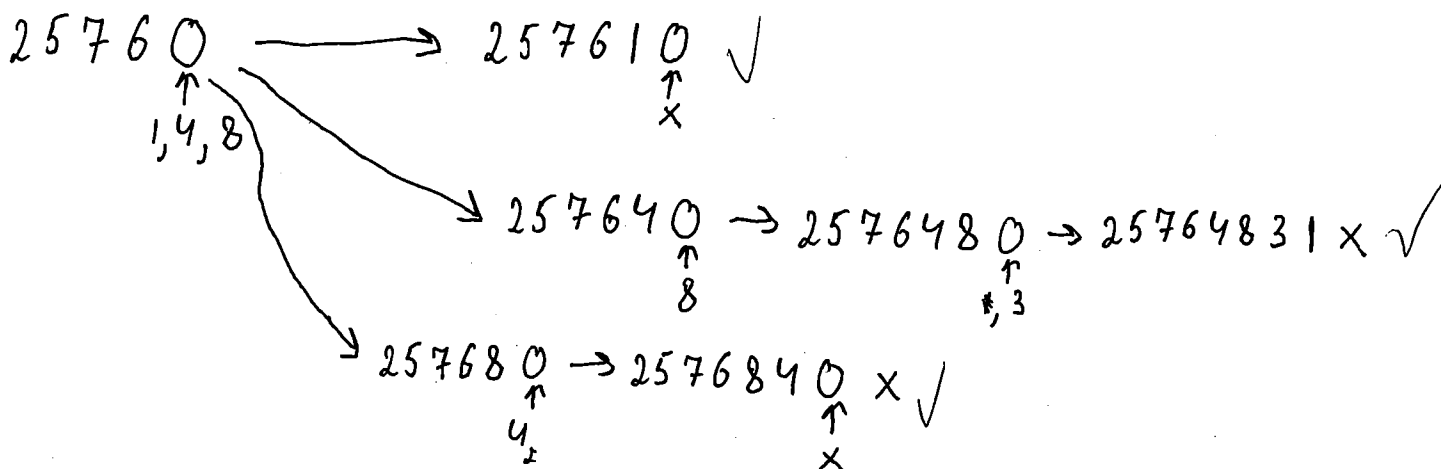 25760 → 257610 ✓
↑ ↑
1,4,8 x
257640 → 2576480 → 25764831 x ✓
↑ ↑
8 , 3
257680 → 2576840 x ✓
↑ ↑
4, x